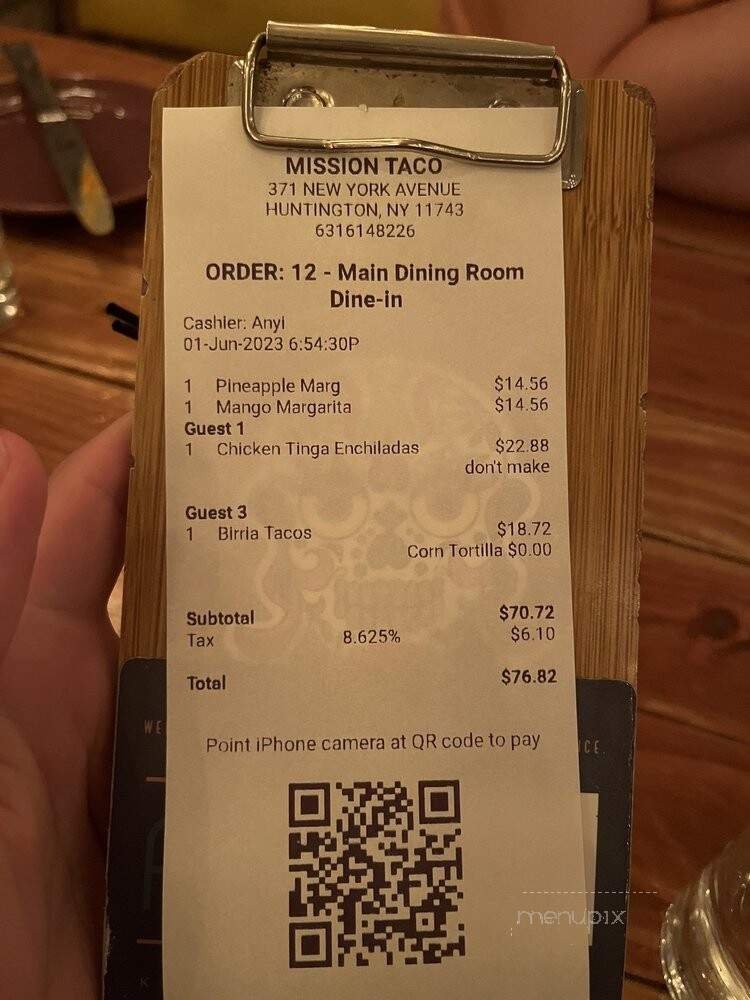 MISSION TACO
371 NEW YORK AVENUE
HUNTINGTON, NY 11743
6316148226
ORDER: 12 - Main Dining Room
Dine-in
Cashier: Anyi
01-Jun-2023 6:54:30P
1 Pineapple Marg $14.56
1 Mango Margarita $14.56
Guest 1
1 Chicken Tinga Enchiladas $22.88
don't make
Guest 3
1 Birria Tacos $18.72
Corn Tortilla $0.00
Subtotal $70.72
Tax 8.625% $6.10
Total $76.82
Point iPhone camera at QR code to pay
menupix